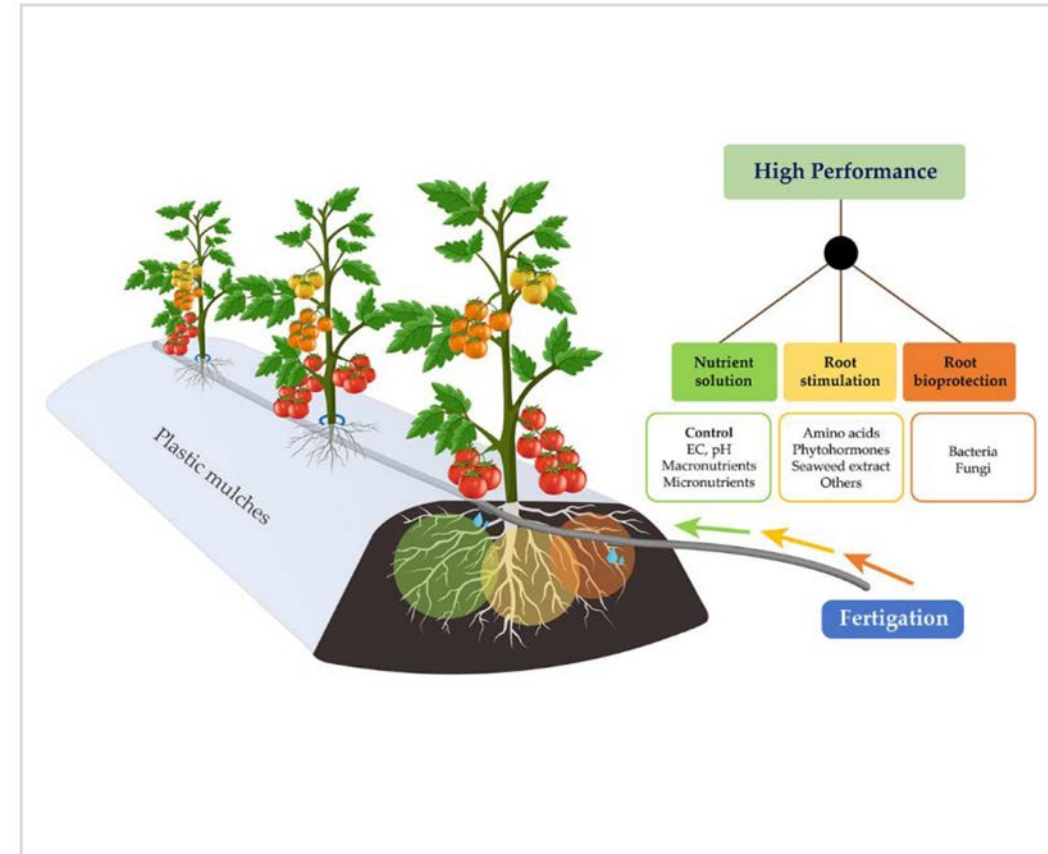 High Performance
Nutrient
solution
Root
stimulation
Root
bioprotection
Control
EC, pH
Macronutrients
Micronutrients
Amino acids
Phytohormones
Seaweed extract
Others
Bacteria
Fungi
Plastic mulches
Fertigation